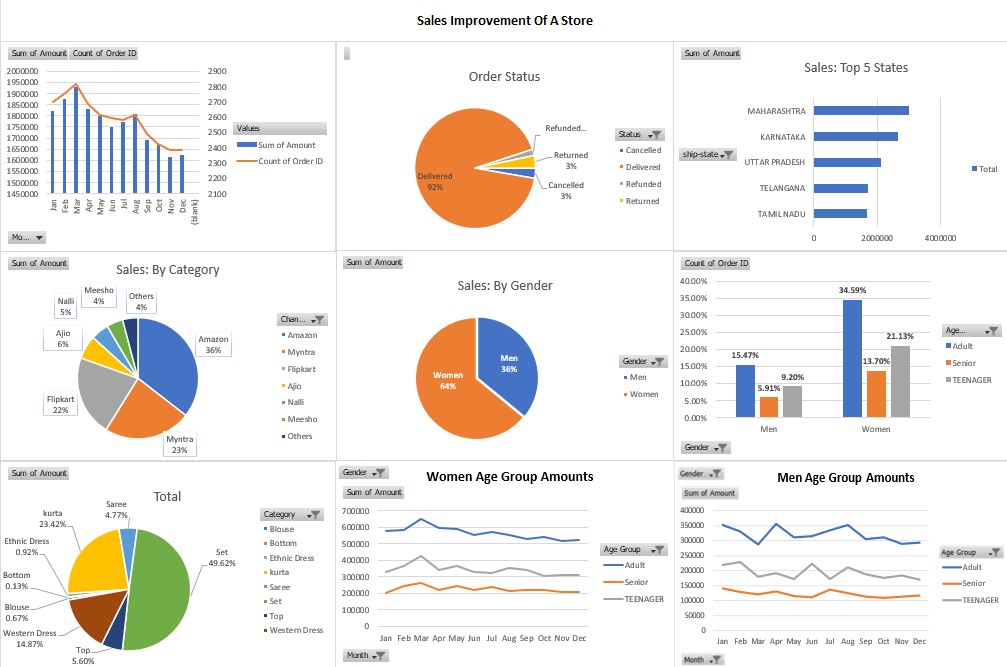 Sales Improvement Of A Store
Sum of Amount Count of Order ID
2000000 2900
1950000 2800
1900000 2700
1850000 2600
1800000 2500
1750000 2400
1700000 2300
1650000 2200
1600000 2100
1550000
1500000
1450000
Jan Feb Mar Apr May Jun Jul Aug Sep Oct Nov Dec (blank)
Values
Sum of Amount
Count of Order ID
Mo...
Order Status
Refunded...
Returned
3%
Cancelled
3%
Delivered
92%
Status
Cancelled
Delivered
Refunded
Returned
Sum of Amount
Sales: Top 5 States
ship-state
MAHARASHTRA
KARNATAKA
UTTAR PRADESH
TELANGANA
TAMIL NADU
0 2000000 4000000
Total
Sum of Amount
Sales: By Category
Others
4%
Meesho
4%
Nalli
5%
Ajio
6%
Flipkart
22%
Myntra
23%
Amazon
36%
Chan...
Amazon
Myntra
Flipkart
Ajio
Nalli
Meesho
Others
Sum of Amount
Sales: By Gender
Men
36%
Women
64%
Gender
Men
Women
Count of Order ID
40.00%
35.00%
30.00%
25.00%
20.00%
15.00%
10.00%
5.00%
0.00%
15.47%
5.91%
9.20%
34.59%
13.70%
21.13%
Men Women
Age...
Adult
Senior
TEENAGER
Gender
Sum of Amount
Total
Saree
4.77%
kurta
23.42%
Ethnic Dress
0.92%
Bottom
0.13%
Blouse
0.67%
Western Dress
14.87%
Top
5.60%
Set
49.62%
Category
Blouse
Bottom
Ethnic Dress
kurta
Saree
Set
Top
Western Dress
Gender
Women Age Group Amounts
Sum of Amount
700000
600000
500000
400000
300000
200000
100000
0
Jan Feb Mar Apr May Jun Jul Aug Sep Oct Nov Dec
Age Group
Adult
Senior
TEENAGER
Month
Gender
Men Age Group Amounts
Sum of Amount
400000
350000
300000
250000
200000
150000
100000
50000
0
Jan Feb Mar Apr May Jun Jul Aug Sep Oct Nov Dec
Age Group
Adult
Senior
TEENAGER
Month